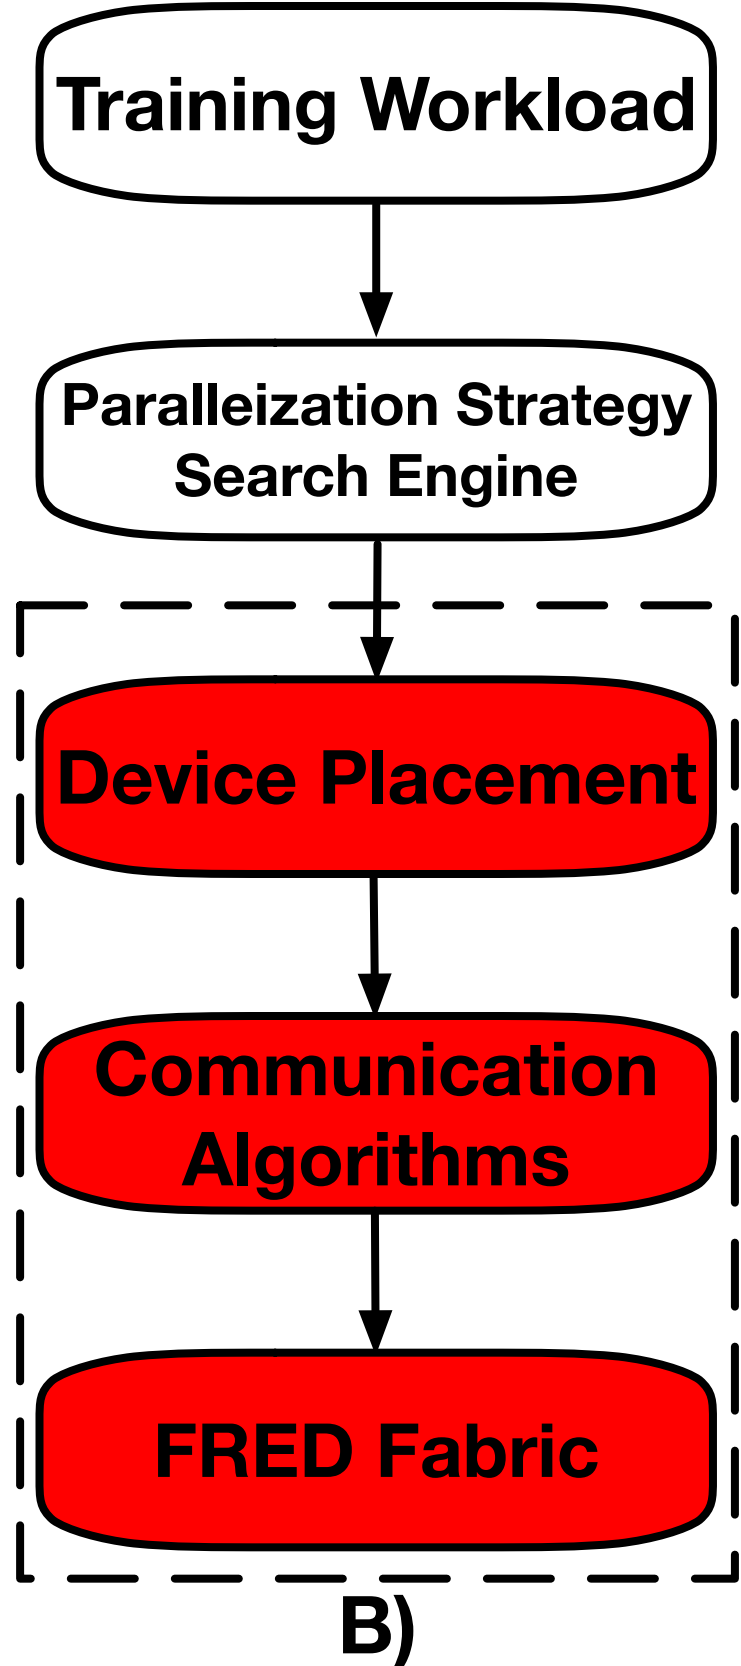 Training Workload
Paralleization Strategy
Search Engine
Device Placement
Communication
Algorithms
FRED Fabric
B)